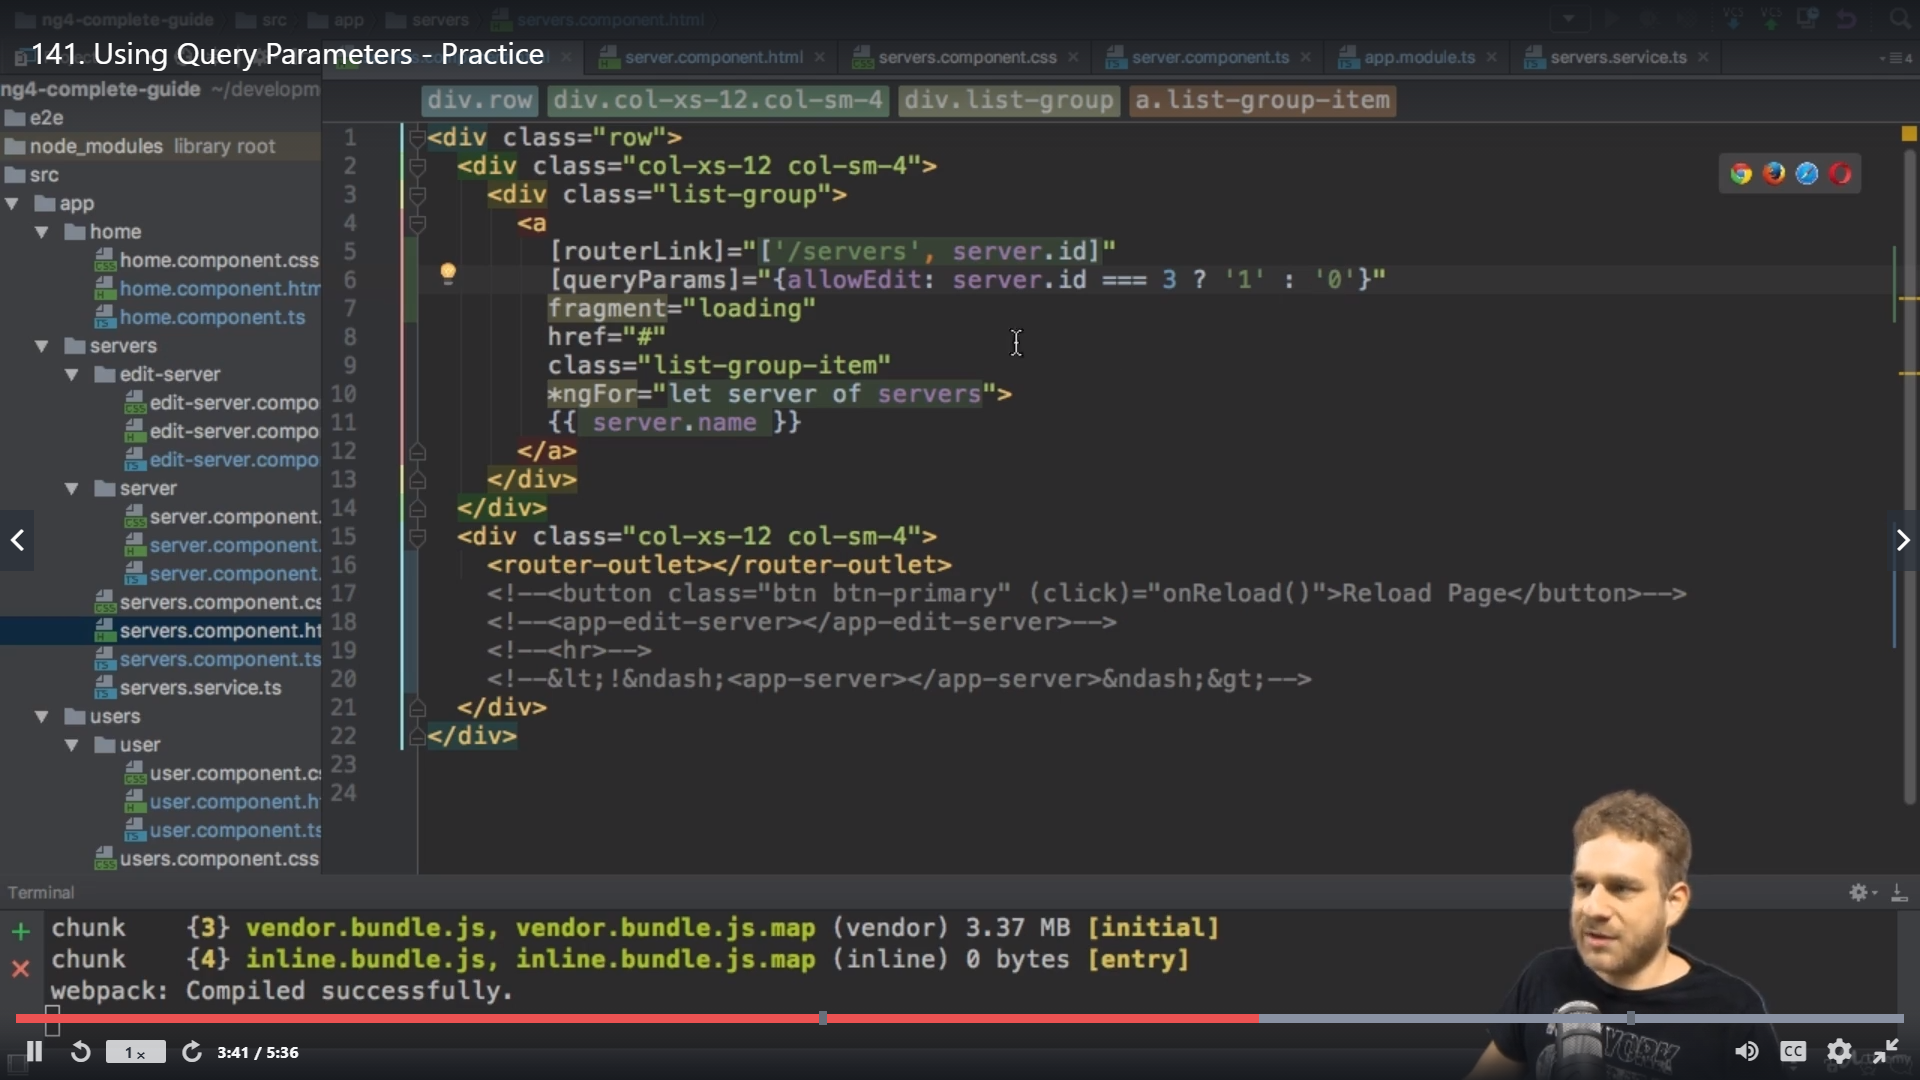 ng4-complete-guide src app servers servers.component.html
141. Using Query Parameters - Practice
server.component.html servers.component.css server.component.ts app.module.ts servers.service.ts
ng4-complete-guide ~/developm
div.row div.col-xs-12.col-sm-4 div.list-group a.list-group-item
e2e
node_modules library root
src
app
home
home.component.css
home.component.htm
home.component.ts
servers
edit-server
edit-server.compo
edit-server.compo
edit-server.compo
server
server.component.
server.component.
server.component.
servers.component.cs
servers.component.ht
servers.component.ts
servers.service.ts
users
user
user.component.cs
user.component.h
user.component.ts
users.component.css
1 <div class="row">
2 <div class="col-xs-12 col-sm-4">
3 <div class="list-group">
4 <a
5 [routerLink]="['/servers', server.id]"
6 [queryParams]="{allowEdit: server.id === 3 ? '1' : '0'}"
7 fragment="loading"
8 href="#"
9 class="list-group-item"
10 *ngFor="let server of servers">
11 {{ server.name }}
12 </a>
13 </div>
14 </div>
15 <div class="col-xs-12 col-sm-4">
16 <router-outlet></router-outlet>
17 <!--<button class="btn btn-primary" (click)="onReload()">Reload Page</button>-->
18 <!--<app-edit-server></app-edit-server>-->
19 <!--<hr>-->
20 <!--&lt;!&ndash;<app-server></app-server>&ndash;&gt;-->
21 </div>
22 </div>
23
24
Terminal
chunk {3} vendor.bundle.js, vendor.bundle.js.map (vendor) 3.37 MB [initial]
chunk {4} inline.bundle.js, inline.bundle.js.map (inline) 0 bytes [entry]
webpack: Compiled successfully.
1 x 3:41 / 5:36 CC
YORK